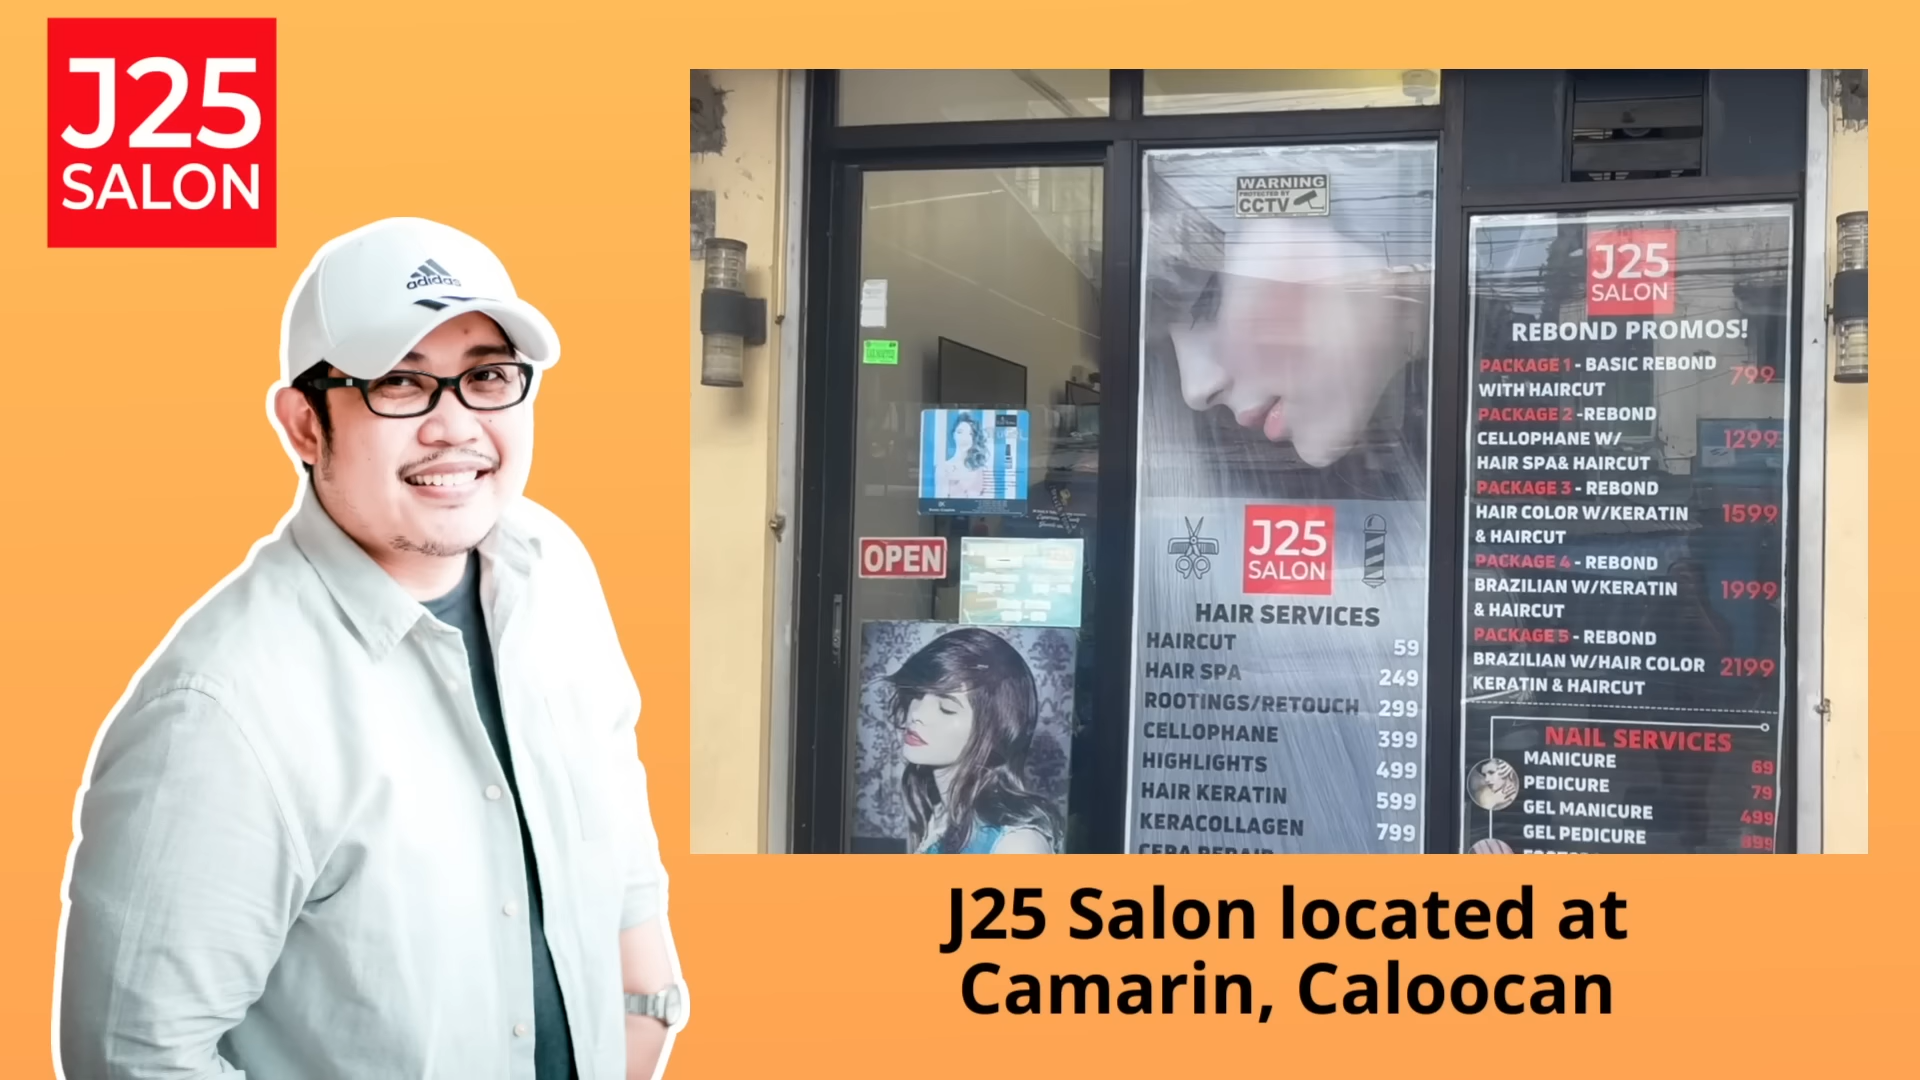 J25
SALON
adidas
WARNING
PROTECTED BY
CCTV
OPEN
J25
SALON
HAIR SERVICES
HAIRCUT 59
HAIR SPA 249
ROOTINGS/RETOUCH 299
CELLOPHANE 399
HIGHLIGHTS 499
HAIR KERATIN 599
KERACOLLAGEN 799
J25
SALON
REBOND PROMOS!
PACKAGE 1 - BASIC REBOND
WITH HAIRCUT 799
PACKAGE 2 -REBOND
CELLOPHANE W/ 1299
HAIR SPA& HAIRCUT
PACKAGE 3 - REBOND
HAIR COLOR W/KERATIN 1599
& HAIRCUT
PACKAGE 4 - REBOND
BRAZILIAN W/KERATIN 1999
& HAIRCUT
PACKAGE 5 - REBOND
BRAZILIAN W/HAIR COLOR 2199
KERATIN & HAIRCUT
NAIL SERVICES
MANICURE 69
PEDICURE 79
GEL MANICURE 499
GEL PEDICURE
J25 Salon located at
Camarin, Caloocan